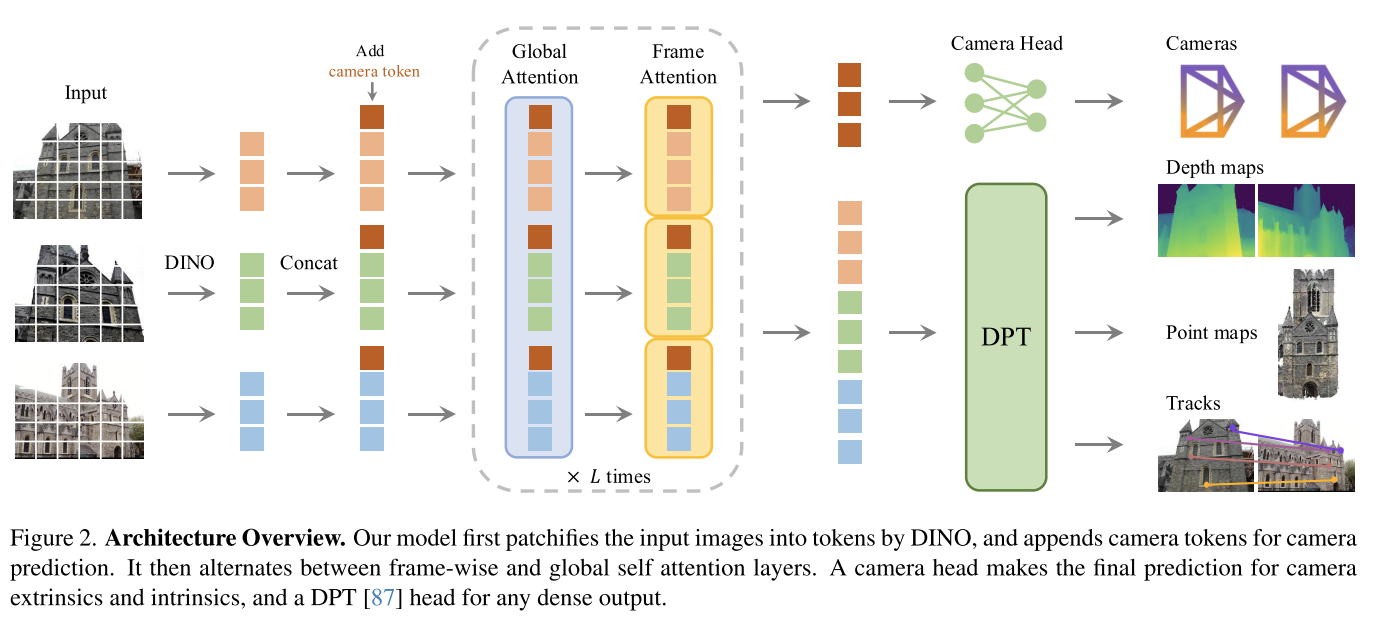 Input
Add
camera token
DINO
Concat
Global
Attention
Frame
Attention
× L times
Camera Head
DPT
Cameras
Depth maps
Point maps
Tracks
Figure 2. Architecture Overview. Our model first patchifies the input images into tokens by DINO, and appends camera tokens for camera
prediction. It then alternates between frame-wise and global self attention layers. A camera head makes the final prediction for camera
extrinsics and intrinsics, and a DPT [87] head for any dense output.